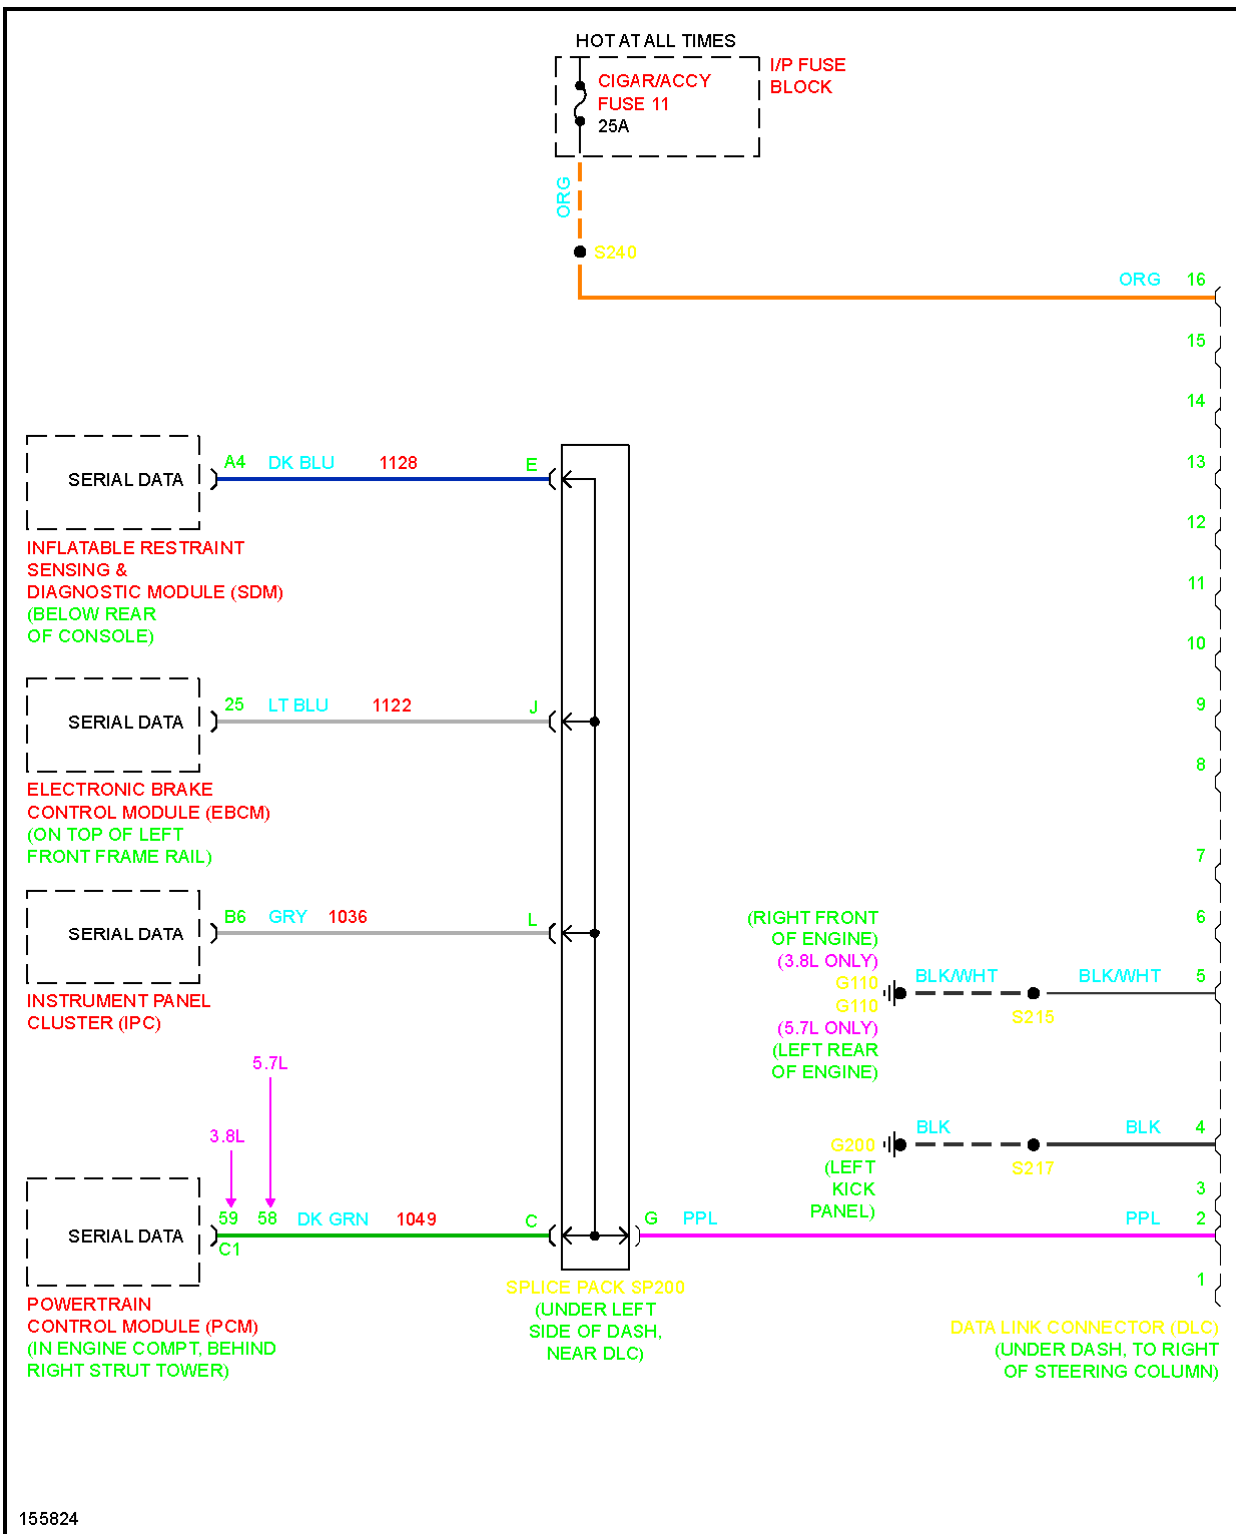 HOT AT ALL TIMES
CIGAR/ACCY
FUSE 11
25A
I/P FUSE
BLOCK
ORG
S240
ORG 16
15
14
13
12
11
10
9
8
7
6
5
4
3
2
1
SERIAL DATA
A4 DK BLU 1128 E
INFLATABLE RESTRAINT
SENSING &
DIAGNOSTIC MODULE (SDM)
(BELOW REAR
OF CONSOLE)
SERIAL DATA
25 LT BLU 1122 J
ELECTRONIC BRAKE
CONTROL MODULE (EBCM)
(ON TOP OF LEFT
FRONT FRAME RAIL)
SERIAL DATA
B6 GRY 1036 L
INSTRUMENT PANEL
CLUSTER (IPC)
5.7L
3.8L
SERIAL DATA
59 58 DK GRN 1049 C
C1
POWERTRAIN
CONTROL MODULE (PCM)
(IN ENGINE COMPT, BEHIND
RIGHT STRUT TOWER)
G PPL PPL
SPLICE PACK SP200
(UNDER LEFT
SIDE OF DASH,
NEAR DLC)
(RIGHT FRONT
OF ENGINE)
(3.8L ONLY)
G110
G110
(5.7L ONLY)
(LEFT REAR
OF ENGINE)
BLK/WHT BLK/WHT
S215
G200
(LEFT
KICK
PANEL)
BLK BLK
S217
DATA LINK CONNECTOR (DLC)
(UNDER DASH, TO RIGHT
OF STEERING COLUMN)
155824